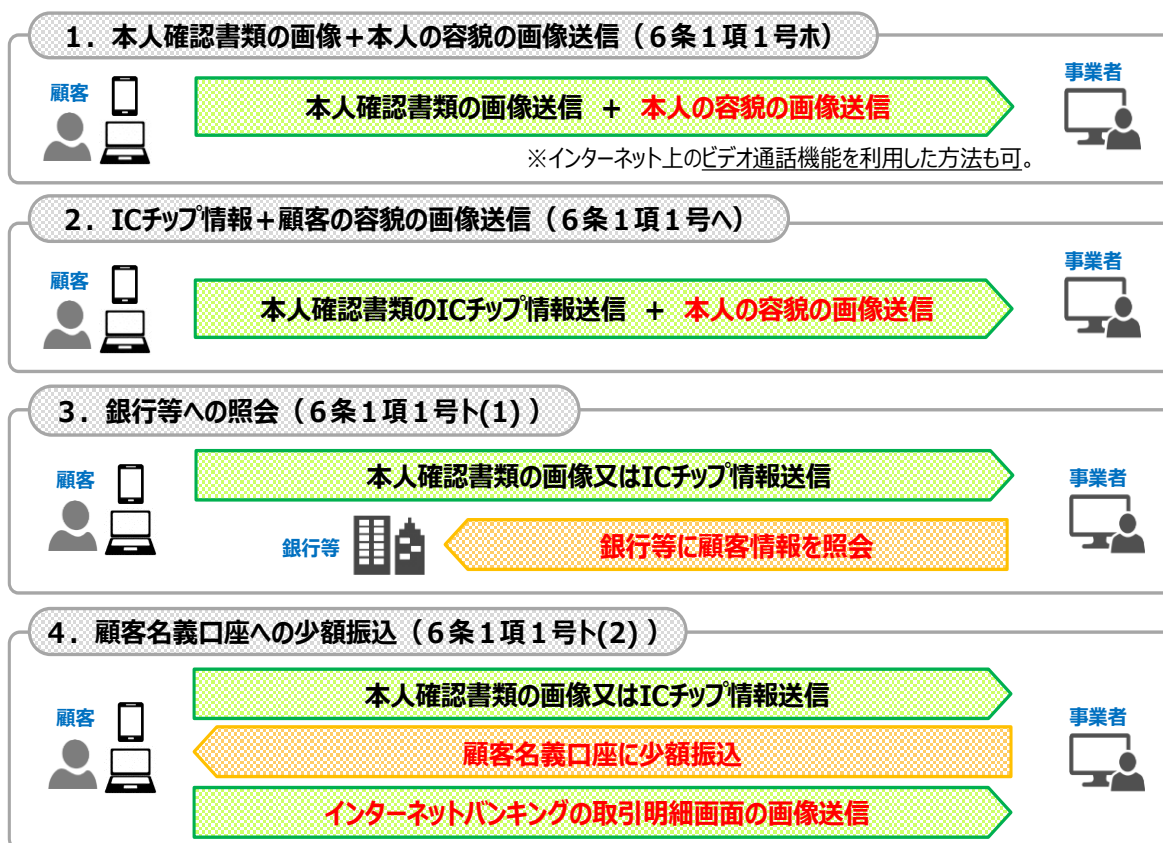 1．本人確認書類の画像＋本人の容貌の画像送信（６条１項１号ホ）
顧客
事業者
本人確認書類の画像送信 + 本人の容貌の画像送信
※インターネット上のビデオ通話機能を利用した方法も可。
2．ICチップ情報＋顧客の容貌の画像送信（６条１項１号ヘ）
顧客
事業者
本人確認書類のICチップ情報送信 + 本人の容貌の画像送信
3．銀行等への照会（６条１項１号ト(1) ）
顧客
事業者
本人確認書類の画像又はICチップ情報送信
銀行等
銀行等に顧客情報を照会
4．顧客名義口座への少額振込（６条１項１号ト(2) ）
顧客
事業者
本人確認書類の画像又はICチップ情報送信
顧客名義口座に少額振込
インターネットバンキングの取引明細画面の画像送信